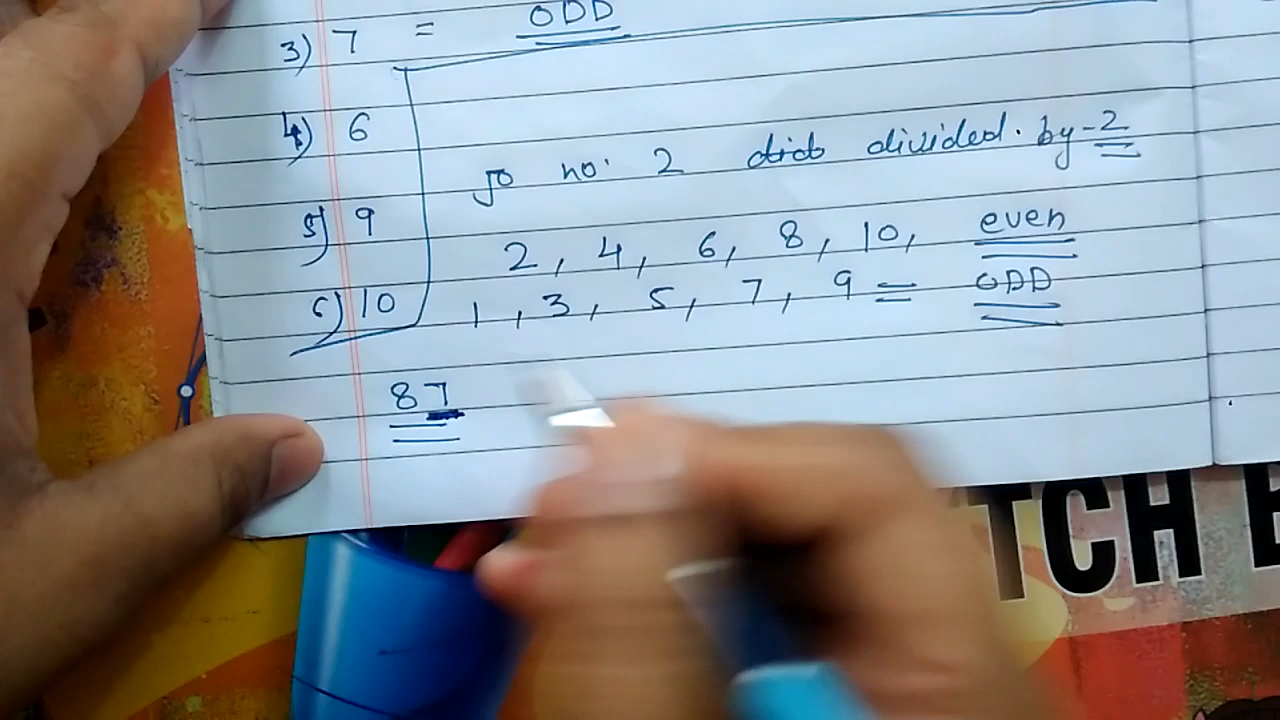 3) 7 = ODD
4) 6
jo no. 2 divided. by-2
5) 9
2, 4, 6, 8, 10, even
6) 10
1, 3, 5, 7, 9 = ODD
87
TCH